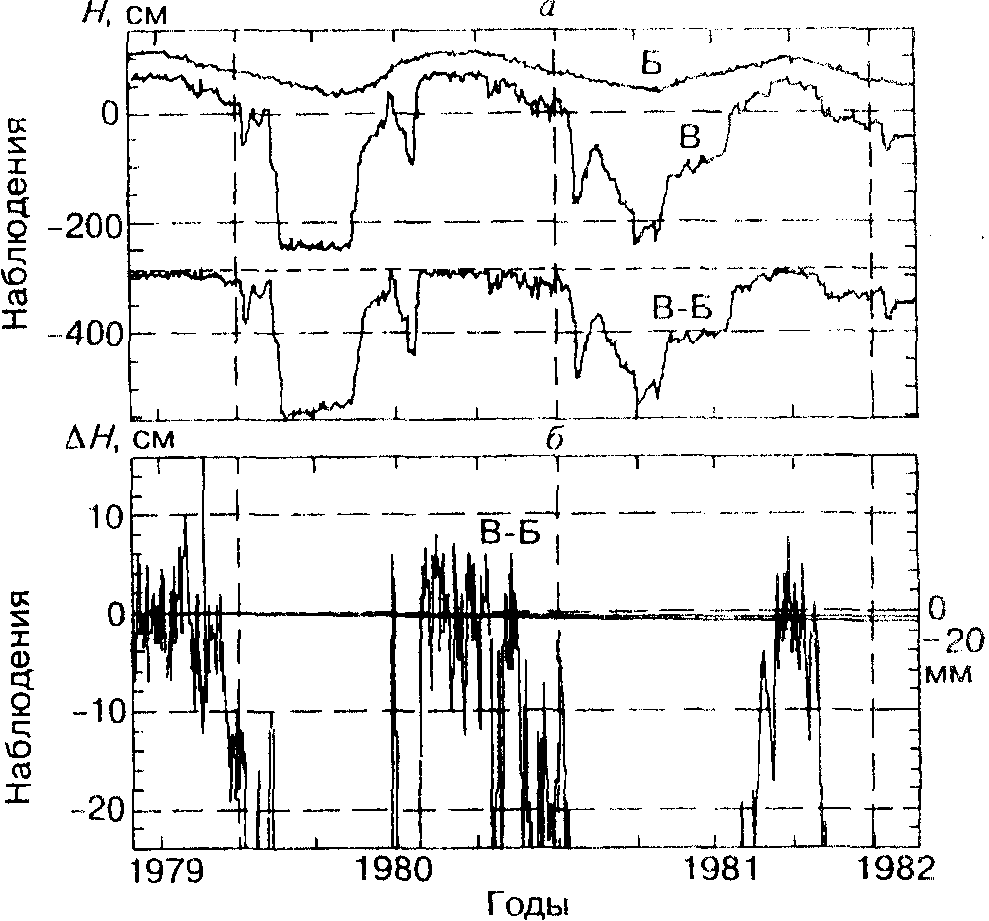 H, см
а
Б
0
В
Наблюдения
-200
В-Б
-400
ΔH, см
б
10
В-Б
Наблюдения
0
0
-20
мм
-10
-20
1979
1980
1981
1982
Годы